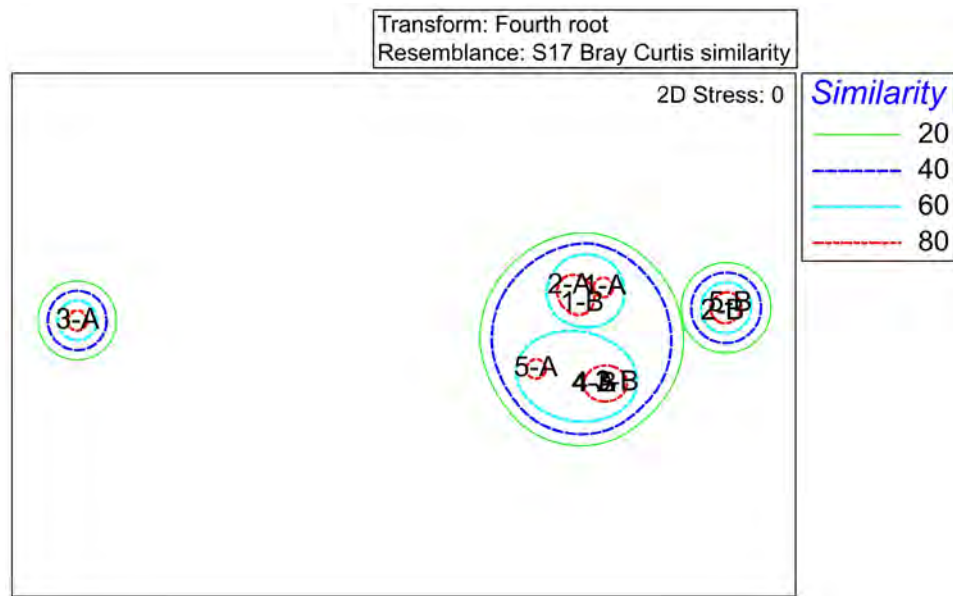 Transform: Fourth root
Resemblance: S17 Bray Curtis similarity
2D Stress: 0
Similarity
20
40
60
80
2-A
1-A
1-B
3-A
5-B
2-B
5-A